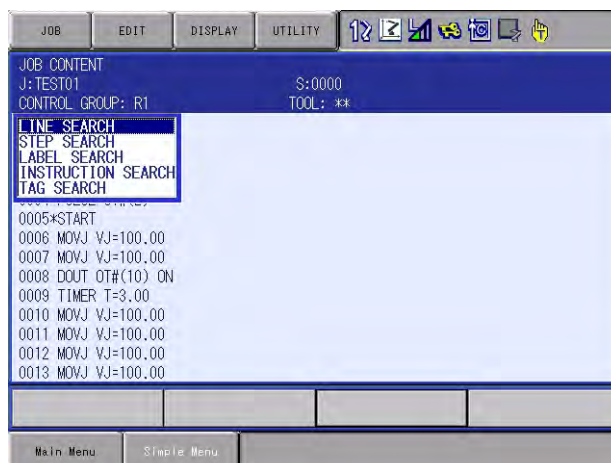 JOB EDIT DISPLAY UTILITY
JOB CONTENT
J:TEST01 S:0000
CONTROL GROUP: R1 TOOL: **
LINE SEARCH
STEP SEARCH
LABEL SEARCH
INSTRUCTION SEARCH
TAG SEARCH
0005*START
0006 MOVJ VJ=100.00
0007 MOVJ VJ=100.00
0008 DOUT OT#(10) ON
0009 TIMER T=3.00
0010 MOVJ VJ=100.00
0011 MOVJ VJ=100.00
0012 MOVJ VJ=100.00
0013 MOVJ VJ=100.00
Main Menu Simple Menu